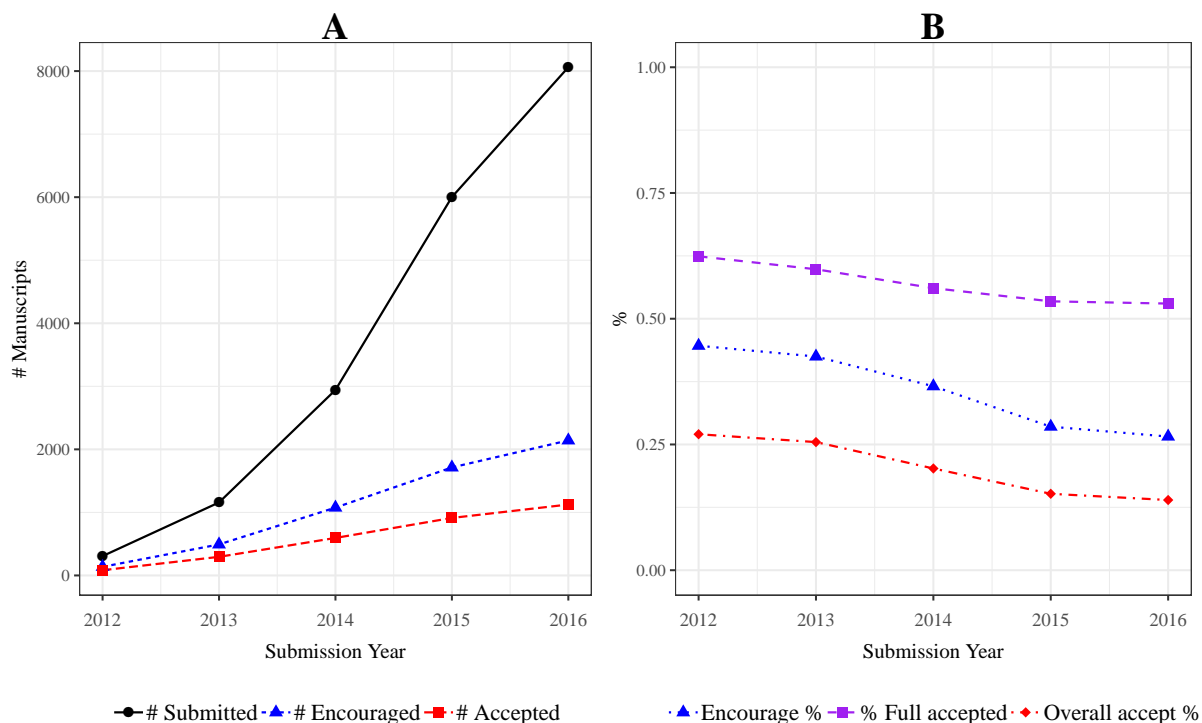 A
# Manuscripts
8000
6000
4000
2000
0
2012 2013 2014 2015 2016
Submission Year
# Submitted # Encouraged # Accepted
B
%
1.00
0.75
0.50
0.25
0.00
2012 2013 2014 2015 2016
Submission Year
Encourage % % Full accepted Overall accept %